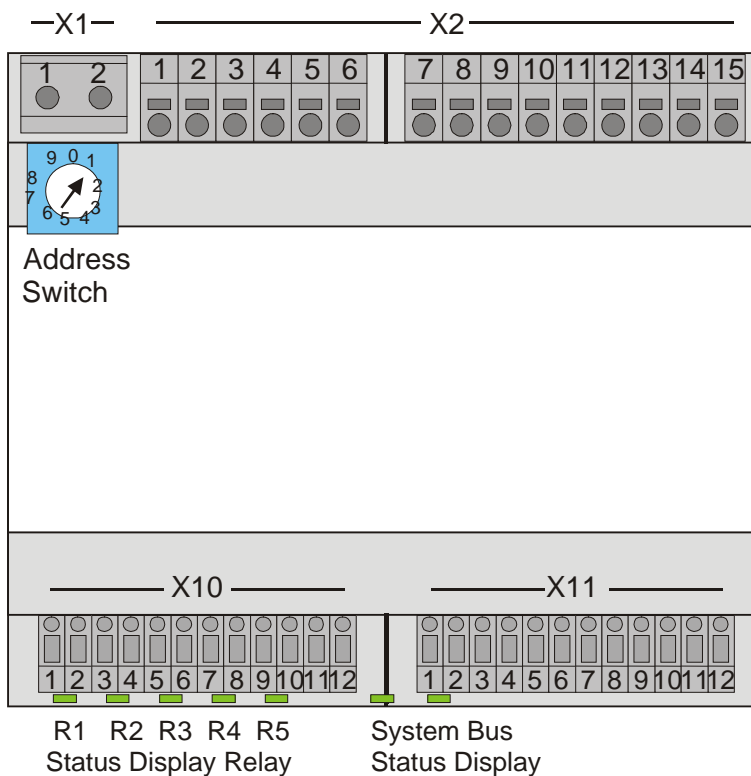 X1 X2
1 2 1 2 3 4 5 6 7 8 9 10 11 12 13 14 15
9 0 1
8 2
7 3
6 5 4
Address
Switch
X10 X11
1 2 3 4 5 6 7 8 9 10 11 12 1 2 3 4 5 6 7 8 9 10 11 12
R1 R2 R3 R4 R5 System Bus
Status Display Relay Status Display